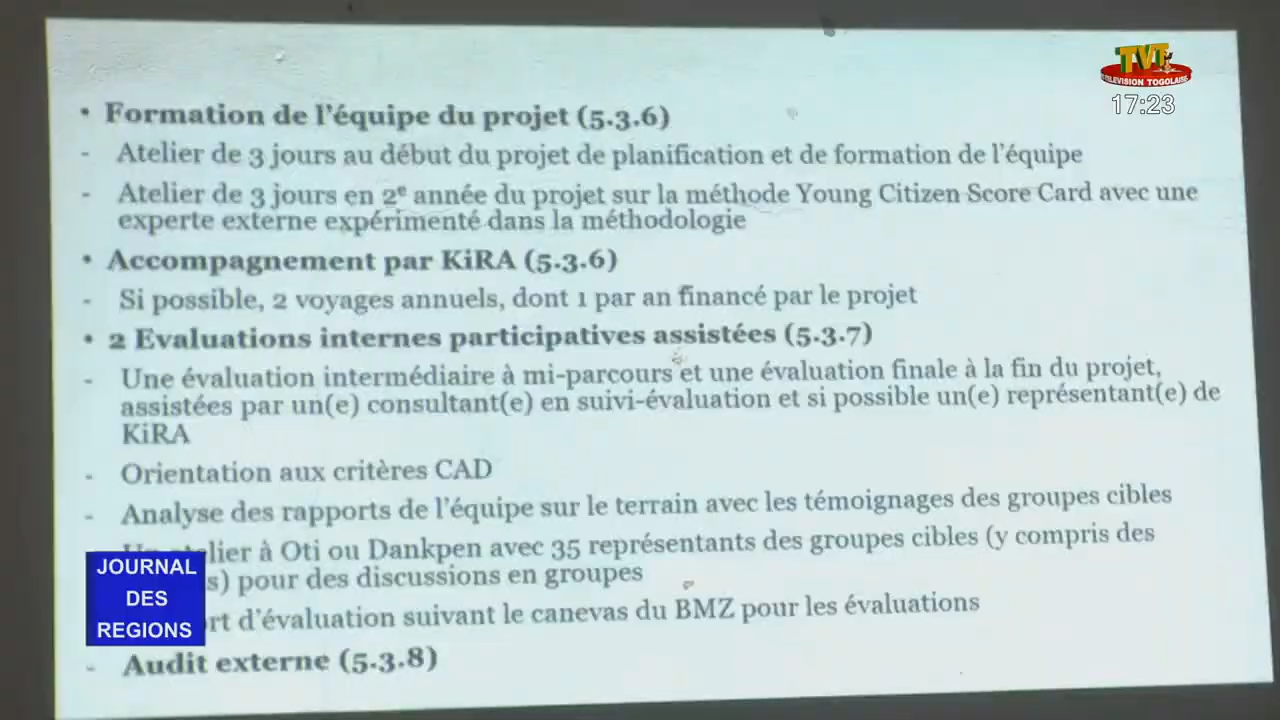 TVT
TELEVISION TOGOLAISE
17:23
• Formation de l'équipe du projet (5.3.6)
- Atelier de 3 jours au début du projet de planification et de formation de l'équipe
- Atelier de 3 jours en 2e année du projet sur la méthode Young Citizen Score Card avec une
experte externe expérimenté dans la méthodologie
• Accompagnement par KiRA (5.3.6)
- Si possible, 2 voyages annuels, dont 1 par an financé par le projet
• 2 Evaluations internes participatives assistées (5.3.7)
- Une évaluation intermédiaire à mi-parcours et une évaluation finale à la fin du projet,
assistées par un(e) consultant(e) en suivi-évaluation et si possible un(e) représentant(e) de
KiRA
- Orientation aux critères CAD
- Analyse des rapports de l'équipe sur le terrain avec les témoignages des groupes cibles
à Oti ou Dankpen avec 35 représentants des groupes cibles (y compris des
pour des discussions en groupes
d'évaluation suivant le canevas du BMZ pour les évaluations
- Audit externe (5.3.8)
JOURNAL
DES
REGIONS